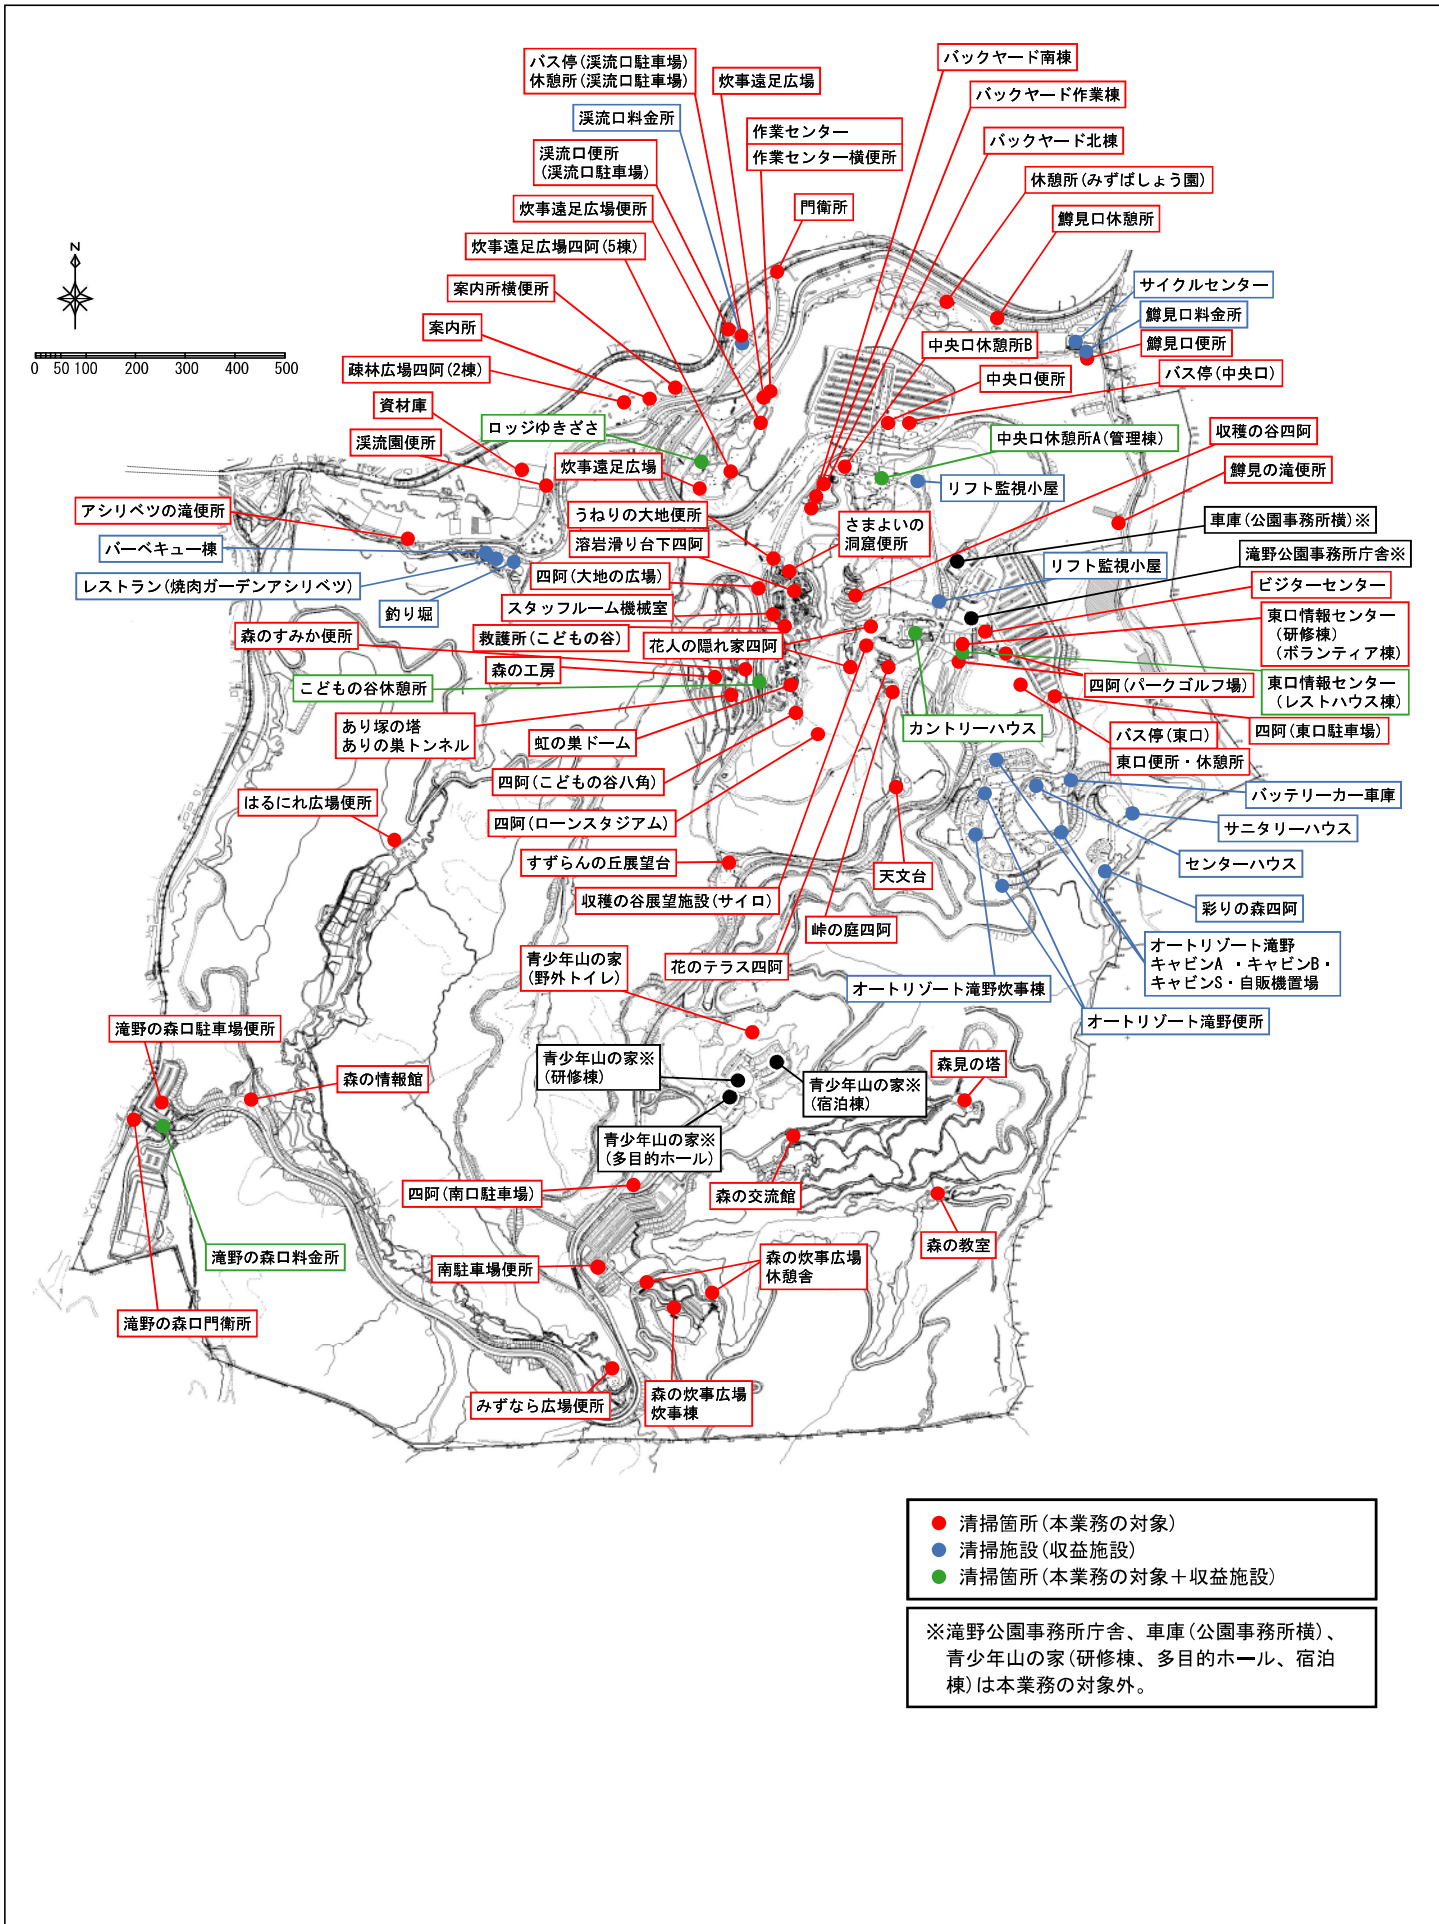 バス停(渓流口駐車場)
休憩所(渓流口駐車場)
炊事遠足広場
バックヤード南棟
バックヤード作業棟
渓流口料金所
作業センター
作業センター横便所
バックヤード北棟
渓流口便所
(渓流口駐車場)
休憩所(みずばしょう園)
炊事遠足広場便所
門衛所
鱒見口休憩所
炊事遠足広場四阿(5棟)
N
案内所横便所
サイクルセンター
鱒見口料金所
案内所
鱒見口便所
中央口休憩所B
0 50 100 200 300 400 500
疎林広場四阿(2棟)
中央口便所
バス停(中央口)
資材庫
ロッジゆきざさ
中央口休憩所A(管理棟)
収穫の谷四阿
渓流園便所
炊事遠足広場
鱒見の滝便所
リフト監視小屋
アシリベツの滝便所
うねりの大地便所
さまよいの
洞窟便所
車庫(公園事務所横)※
バーベキュー棟
溶岩滑り台下四阿
滝野公園事務所庁舎※
レストラン(焼肉ガーデンアシリベツ)
四阿(大地の広場)
リフト監視小屋
ビジターセンター
釣り堀
スタッフルーム機械室
東口情報センター
(研修棟)
(ボランティア棟)
森のすみか便所
救護所(こどもの谷)
花人の隠れ家四阿
森の工房
こどもの谷休憩所
四阿(パークゴルフ場)
東口情報センター
(レストハウス棟)
あり塚の塔
ありの巣トンネル
虹の巣ドーム
カントリーハウス
バス停(東口)
四阿(東口駐車場)
東口便所・休憩所
四阿(こどもの谷八角)
はるにれ広場便所
バッテリーカー車庫
四阿(ローンスタジアム)
サニタリーハウス
すずらんの丘展望台
天文台
センターハウス
収穫の谷展望施設(サイロ)
彩りの森四阿
峠の庭四阿
青少年山の家
(野外トイレ)
花のテラス四阿
オートリゾート滝野
キャビンA ・キャビンB・
キャビンS・自販機置場
オートリゾート滝野炊事棟
オートリゾート滝野便所
滝野の森口駐車場便所
青少年山の家※
(研修棟)
森見の塔
森の情報館
青少年山の家※
(宿泊棟)
青少年山の家※
(多目的ホール)
四阿(南口駐車場)
森の交流館
滝野の森口料金所
森の教室
南駐車場便所
森の炊事広場
休憩舎
滝野の森口門衛所
みずなら広場便所
森の炊事広場
炊事棟
清掃箇所(本業務の対象)
清掃施設(収益施設)
清掃箇所(本業務の対象＋収益施設)
※滝野公園事務所庁舎、車庫(公園事務所横)、
青少年山の家(研修棟、多目的ホール、宿泊
棟)は本業務の対象外。